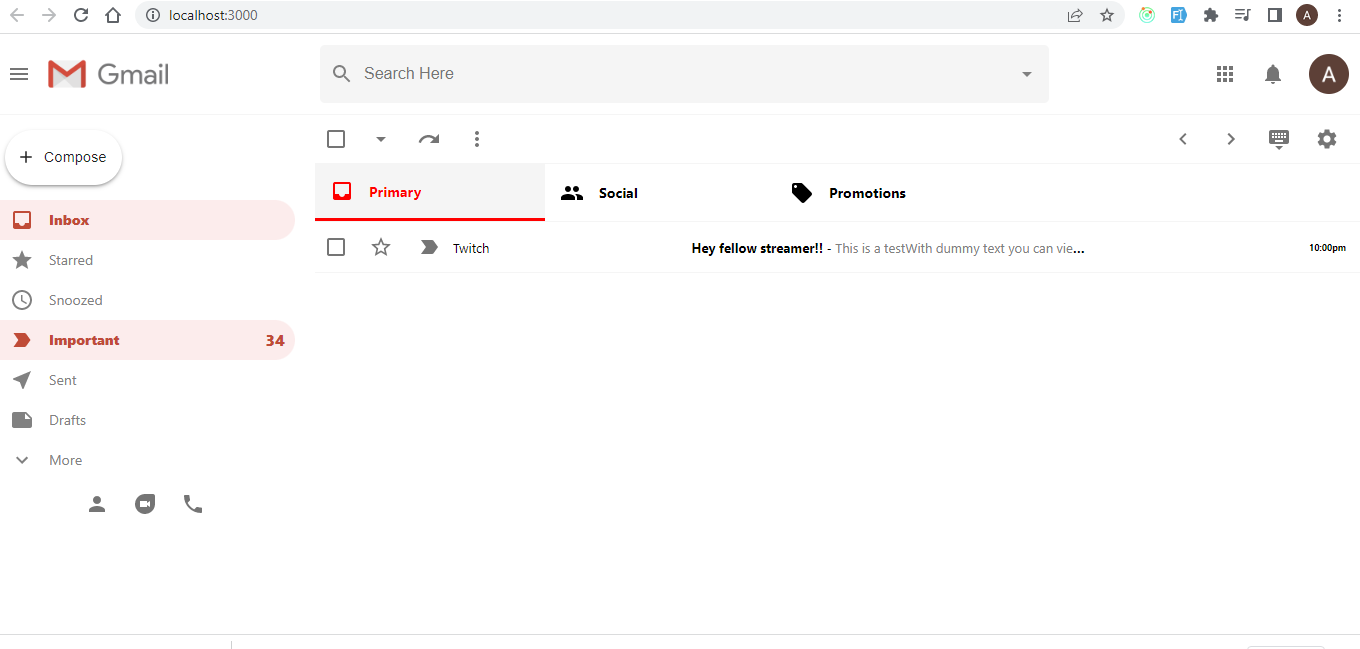 localhost:3000
A
Gmail
Search Here
A
Compose
Primary
Social
Promotions
Inbox
Twitch
Hey fellow streamer!! - This is a testWith dummy text you can vie...
10:00pm
Starred
Snoozed
Important 34
Sent
Drafts
More